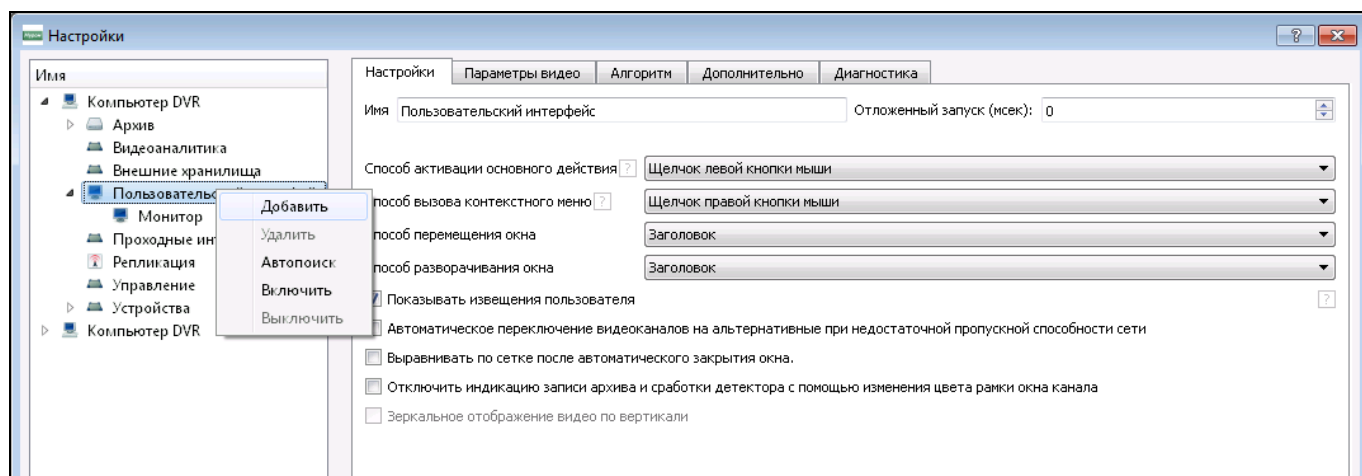 Настройки
Имя
Компьютер DVR
Архив
Видеоаналитика
Внешние хранилища
Монитор
Репликация
Управление
Устройства
Компьютер DVR
Добавить
Удалить
Автопоиск
Включить
Выключить
Настройки Параметры видео Алгоритм Дополнительно Диагностика
Имя Пользовательский интерфейс Отложенный запуск (мсек): 0
Способ активации основного действия ? Щелчок левой кнопки мыши
вызова контекстного меню ? Щелчок правой кнопки мыши
перемещения окна Заголовок
разворачивания окна Заголовок
Показывать извещения пользователя ?
Автоматическое переключение видеоканалов на альтернативные при недостаточной пропускной способности сети
Выравнивать по сетке после автоматического закрытия окна.
Отключить индикацию записи архива и сработки детектора с помощью изменения цвета рамки окна канала
Зеркальное отображение видео по вертикали